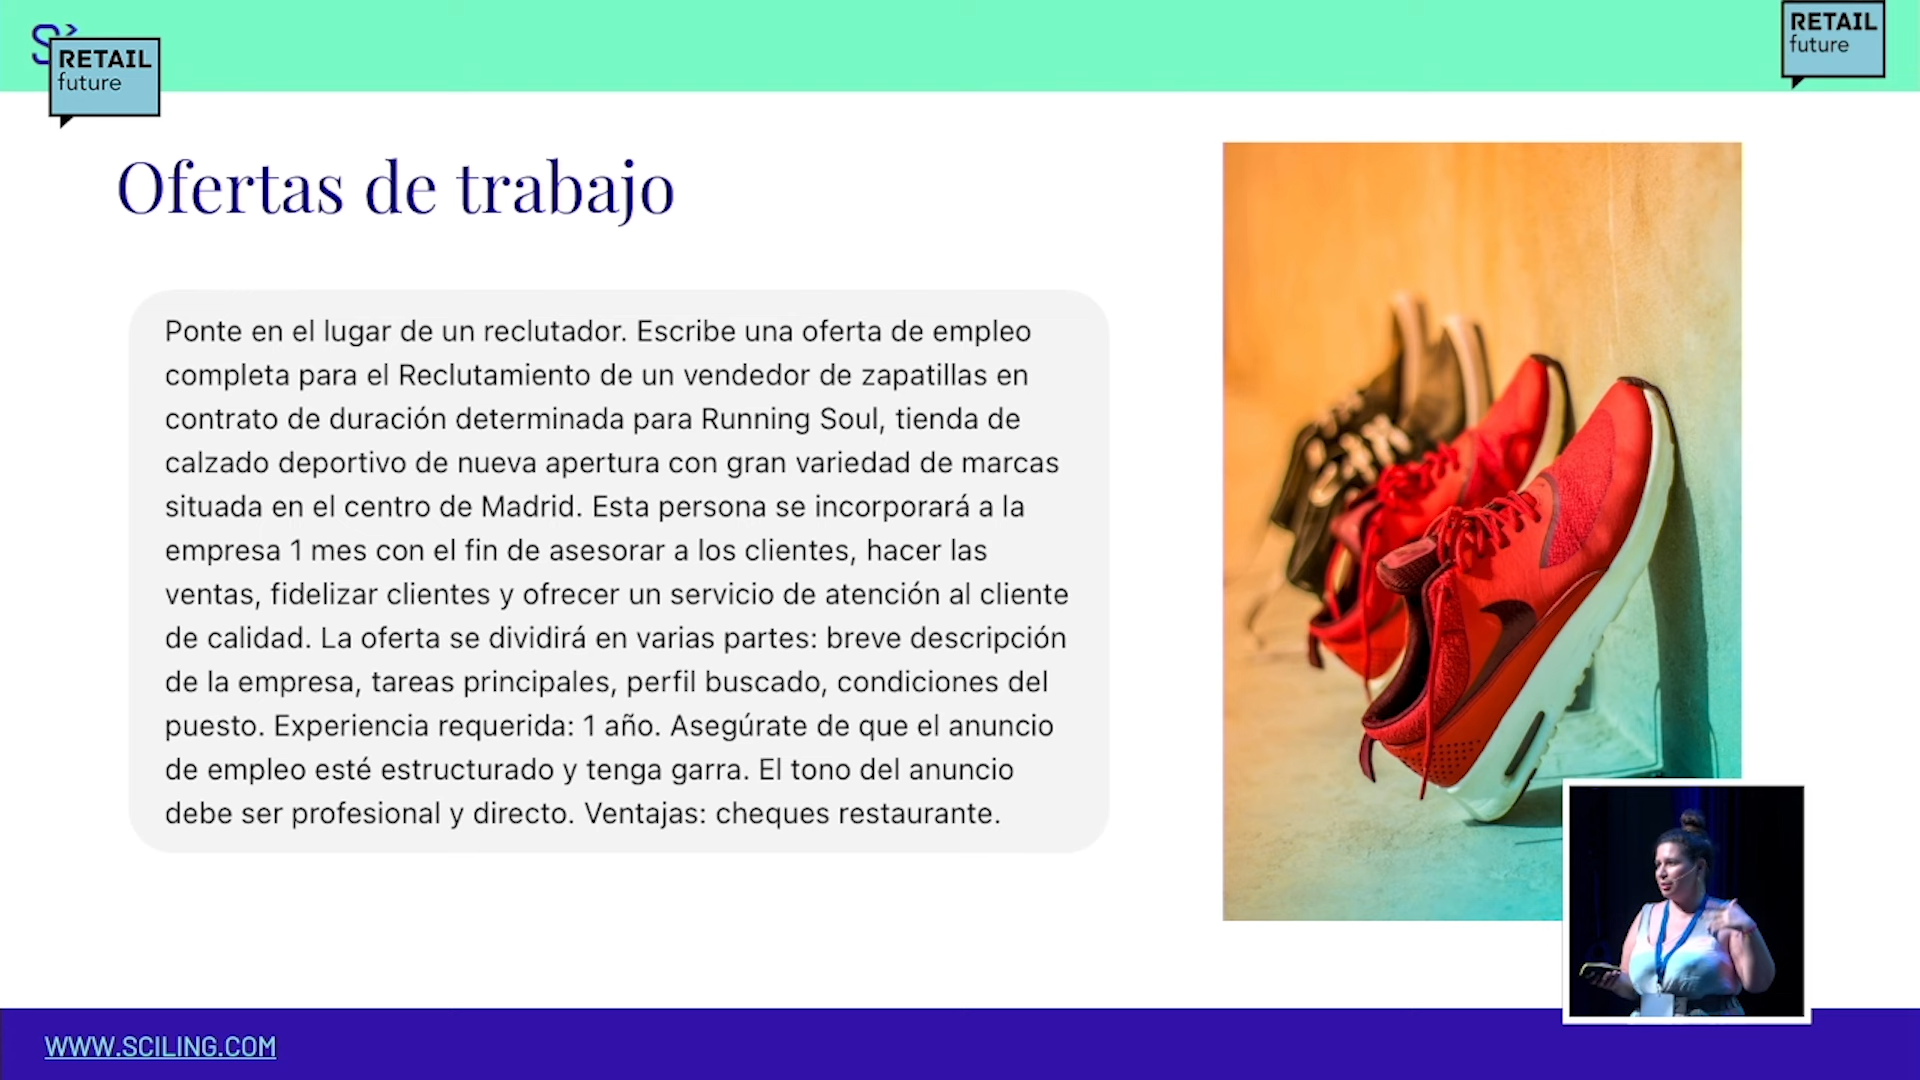 RETAIL
future
RETAIL
future
Ofertas de trabajo
Ponte en el lugar de un reclutador. Escribe una oferta de empleo
completa para el Reclutamiento de un vendedor de zapatillas en
contrato de duración determinada para Running Soul, tienda de
calzado deportivo de nueva apertura con gran variedad de marcas
situada en el centro de Madrid. Esta persona se incorporará a la
empresa 1 mes con el fin de asesorar a los clientes, hacer las
ventas, fidelizar clientes y ofrecer un servicio de atención al cliente
de calidad. La oferta se dividirá en varias partes: breve descripción
de la empresa, tareas principales, perfil buscado, condiciones del
puesto. Experiencia requerida: 1 año. Asegúrate de que el anuncio
de empleo esté estructurado y tenga garra. El tono del anuncio
debe ser profesional y directo. Ventajas: cheques restaurante.
WWW.SCILING.COM